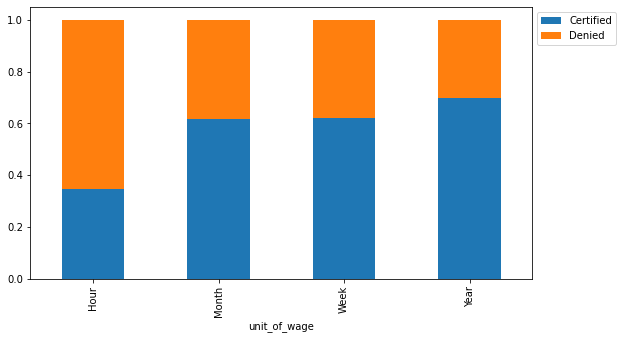 1.0
0.8
0.6
0.4
0.2
0.0
Hour
Month
Week
Year
unit_of_wage
Certified
Denied